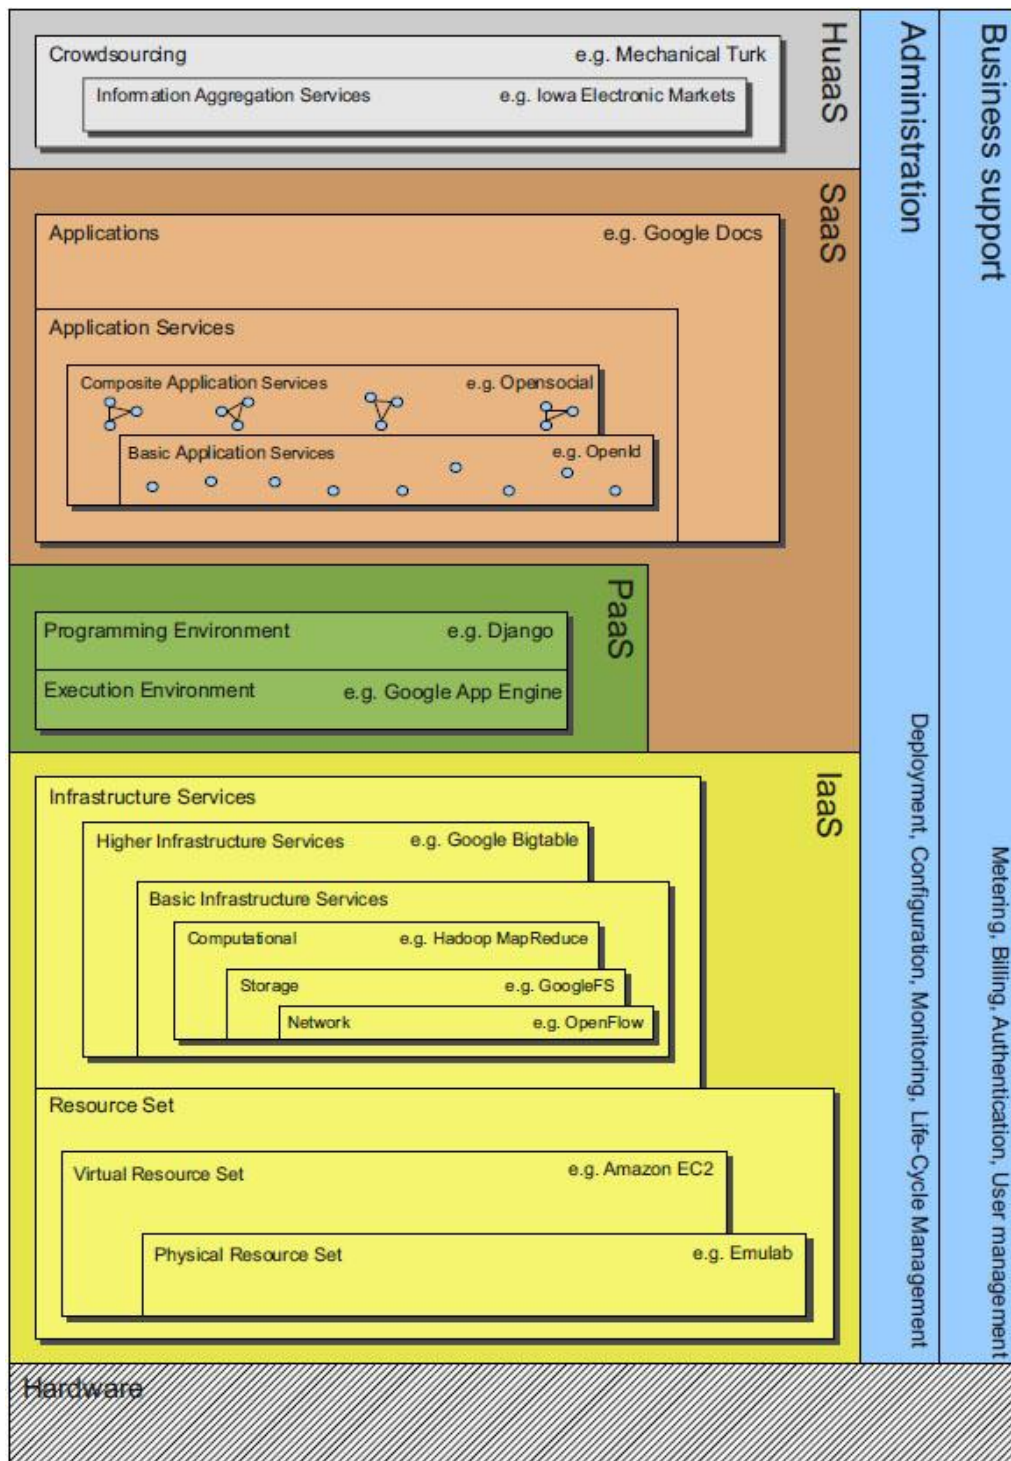 HuaaS
Crowdsourcing e.g. Mechanical Turk
Information Aggregation Services e.g. Iowa Electronic Markets
SaaS
Applications e.g. Google Docs
Application Services
Composite Application Services e.g. Opensocial
Basic Application Services e.g. OpenId
PaaS
Programming Environment e.g. Django
Execution Environment e.g. Google App Engine
IaaS
Infrastructure Services
Higher Infrastructure Services e.g. Google Bigtable
Basic Infrastructure Services
Computational e.g. Hadoop MapReduce
Storage e.g. GoogleFS
Network e.g. OpenFlow
Resource Set
Virtual Resource Set e.g. Amazon EC2
Physical Resource Set e.g. Emulab
Hardware
Administration
Deployment, Configuration, Monitoring, Life-Cycle Management
Business support
Metering, Billing, Authentication, User management